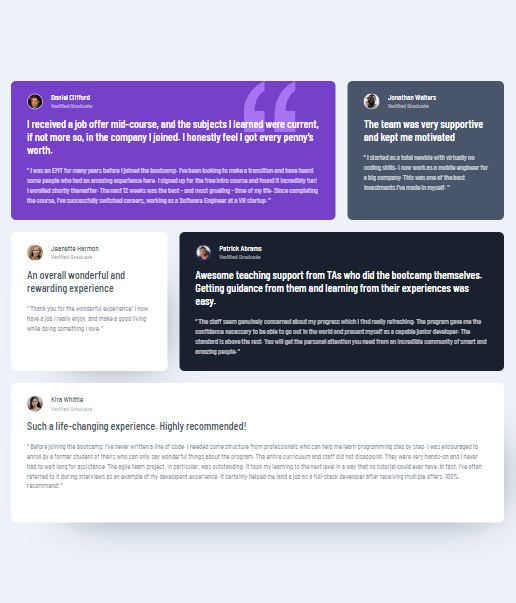 Daniel Clifford
Verified Graduate
I received a job offer mid-course, and the subjects I learned were current,
if not more so, in the company I joined. I honestly feel I got every penny's
worth.
" I was an EMT for many years before I joined the bootcamp. I've been looking to make a transition and have heard
some people who had an amazing experience here. I signed up for the free intro course and found it incredibly fun!
I enrolled shortly thereafter. The next 12 weeks was the best - and most grueling - time of my life. Since completing
the course, I've successfully switched careers, working as a Software Engineer at a VR startup. "
Jonathan Walters
Verified Graduate
The team was very supportive
and kept me motivated
" I started as a total newbie with virtually no
coding skills. I now work as a mobile engineer for
a big company. This was one of the best
investments I've made in myself. "
Jeanette Harmon
Verified Graduate
An overall wonderful and
rewarding experience
" Thank you for the wonderful experience! I now
have a job I really enjoy, and make a good living
while doing something I love. "
Patrick Abrams
Verified Graduate
Awesome teaching support from TAs who did the bootcamp themselves.
Getting guidance from them and learning from their experiences was
easy.
" The staff seem genuinely concerned about my progress which I find really refreshing. The program gave me the
confidence necessary to be able to go out in the world and present myself as a capable junior developer. The
standard is above the rest. You will get the personal attention you need from an incredible community of smart and
amazing people. "
Kira Whittle
Verified Graduate
Such a life-changing experience. Highly recommended!
" Before joining the bootcamp, I've never written a line of code. I needed some structure from professionals who can help me learn programming step by step. I was encouraged to
enroll by a former student of theirs who can only say wonderful things about the program. The entire curriculum and staff did not disappoint. They were very hands-on and I never
had to wait long for assistance. The agile team project, in particular, was outstanding. It took my learning to the next level in a way that no tutorial could ever have. In fact, I've often
referred to it during interviews as an example of my developent experience. It certainly helped me land a job as a full-stack developer after receiving multiple offers. 100%
recommend! "